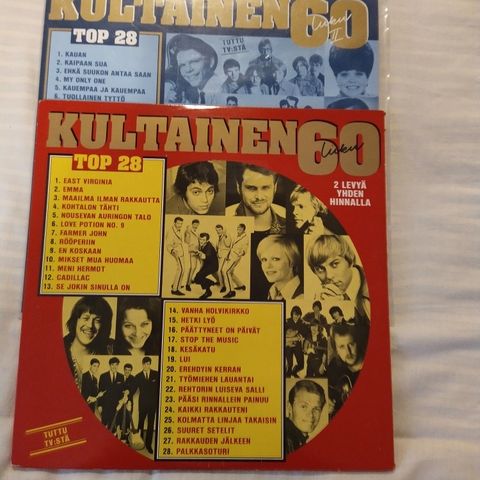 KULTAINEN 60
luku II
TOP 28
TUTTU
TV:STÄ
1. KAUAN
2. KAIPAAN SUA
3. EHKÄ SUUKON ANTAA SAAN
4. MY ONLY ONE
5. KAUEMPAA JA KAUEMPAA
6. TUOLLAINEN TYTTÖ
KULTAINEN 60
luku
TOP 28
2 LEVYÄ
YHDEN
HINNALLA
1. EAST VIRGINIA
2. EMMA
3. MAAILMA ILMAN RAKKAUTTA
4. KOHTALON TÄHTI
5. NOUSEVAN AURINGON TALO
6. LOVE POTION NO. 9
7. FARMER JOHN
8. RÖÖPERIIN
9. EN KOSKAAN
10. MIKSET MUA HUOMAA
11. MENI HERMOT
12. CADILLAC
13. SE JOKIN SINULLA ON
14. VANHA HOLVIKIRKKO
15. HETKI LYÖ
16. PÄÄTTYNEET ON PÄIVÄT
17. STOP THE MUSIC
18. KESÄKATU
19. LUI
20. EREHDYIN KERRAN
21. TYÖMIEHEN LAUANTAI
22. REHTORIN LUISEVA SALLI
23. PÄÄSI RINNALLEIN PAINUU
24. KAIKKI RAKKAUTENI
25. KOLMATTA LINJAA TAKAISIN
26. SUURET SETELIT
27. RAKKAUDEN JÄLKEEN
28. PALKKASOTURI
TUTTU
TV:STÄ